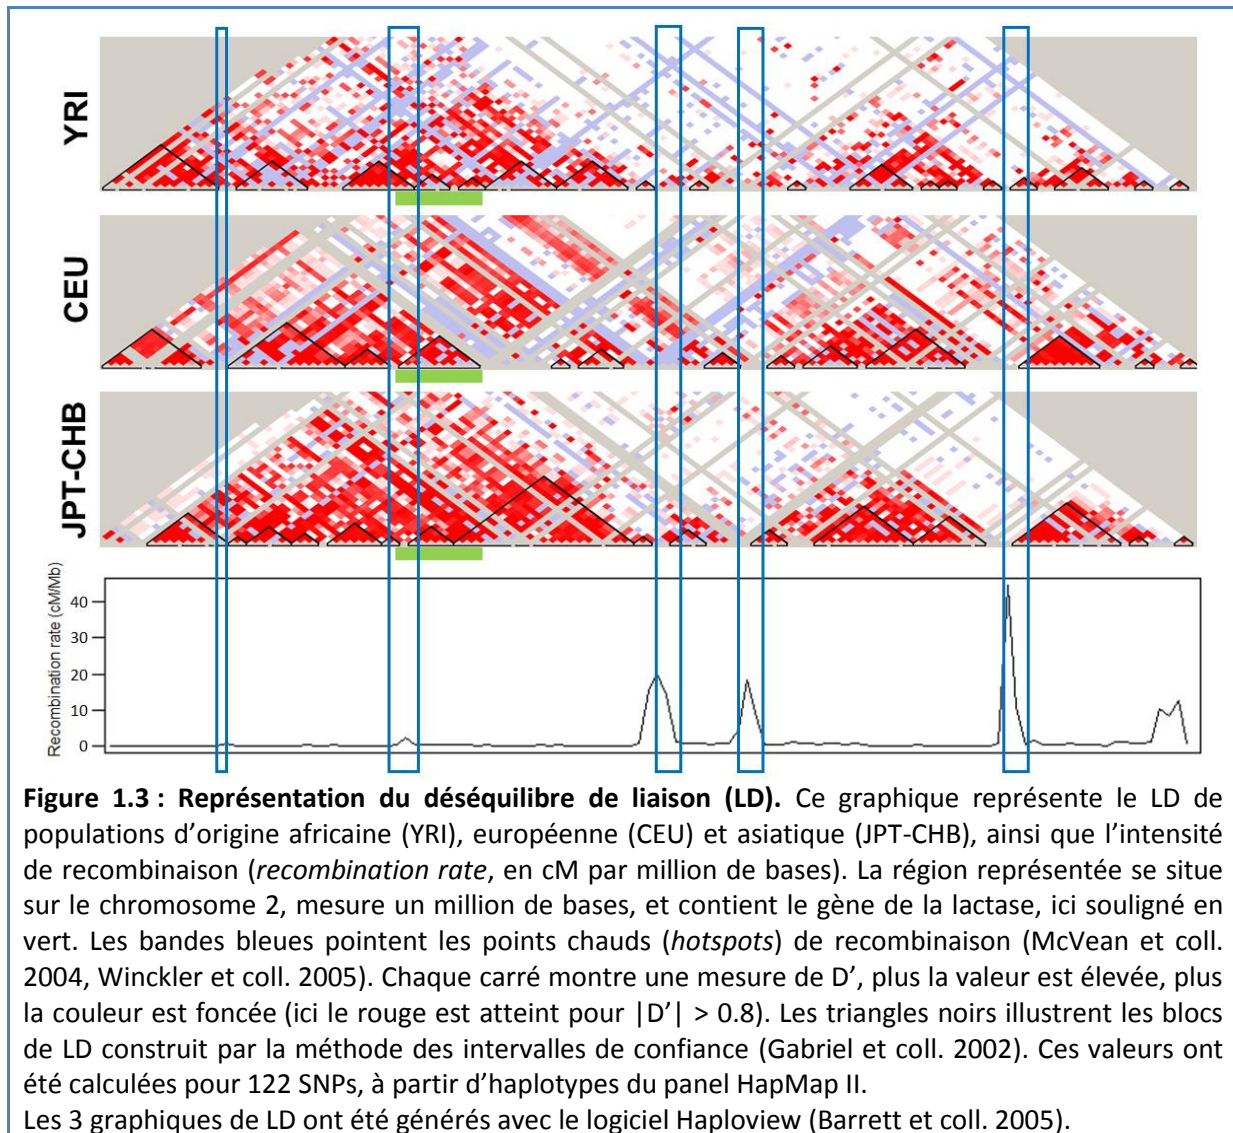 YRI
CEU
JPT-CHB
Recombination rate (cM/Mb)
40
30
20
10
0
Figure 1.3 : Représentation du déséquilibre de liaison (LD). Ce graphique représente le LD de
populations d’origine africaine (YRI), européenne (CEU) et asiatique (JPT-CHB), ainsi que l’intensité
de recombinaison (recombination rate, en cM par million de bases). La région représentée se situe
sur le chromosome 2, mesure un million de bases, et contient le gène de la lactase, ici souligné en
vert. Les bandes bleues pointent les points chauds (hotspots) de recombinaison (McVean et coll.
2004, Winckler et coll. 2005). Chaque carré montre une mesure de D’, plus la valeur est élevée, plus
la couleur est foncée (ici le rouge est atteint pour |D’| > 0.8). Les triangles noirs illustrent les blocs
de LD construit par la méthode des intervalles de confiance (Gabriel et coll. 2002). Ces valeurs ont
été calculées pour 122 SNPs, à partir d’haplotypes du panel HapMap II.
Les 3 graphiques de LD ont été générés avec le logiciel Haploview (Barrett et coll. 2005).